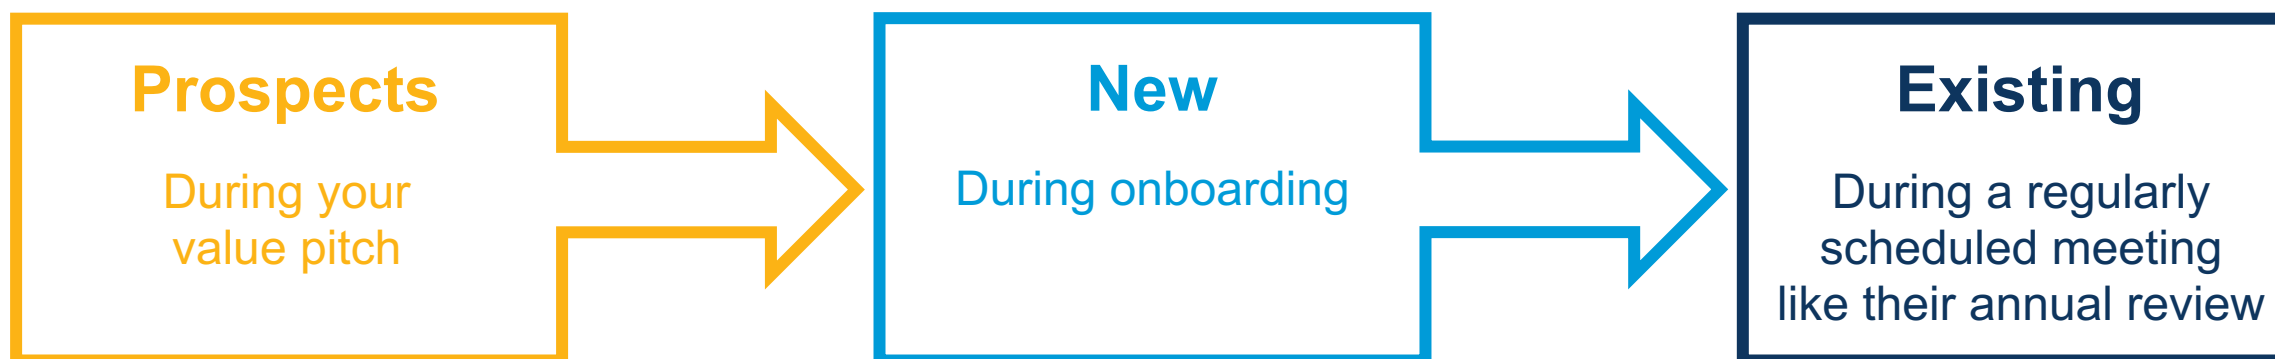 Prospects
During your
value pitch
New
During onboarding
Existing
During a regularly
scheduled meeting
like their annual review